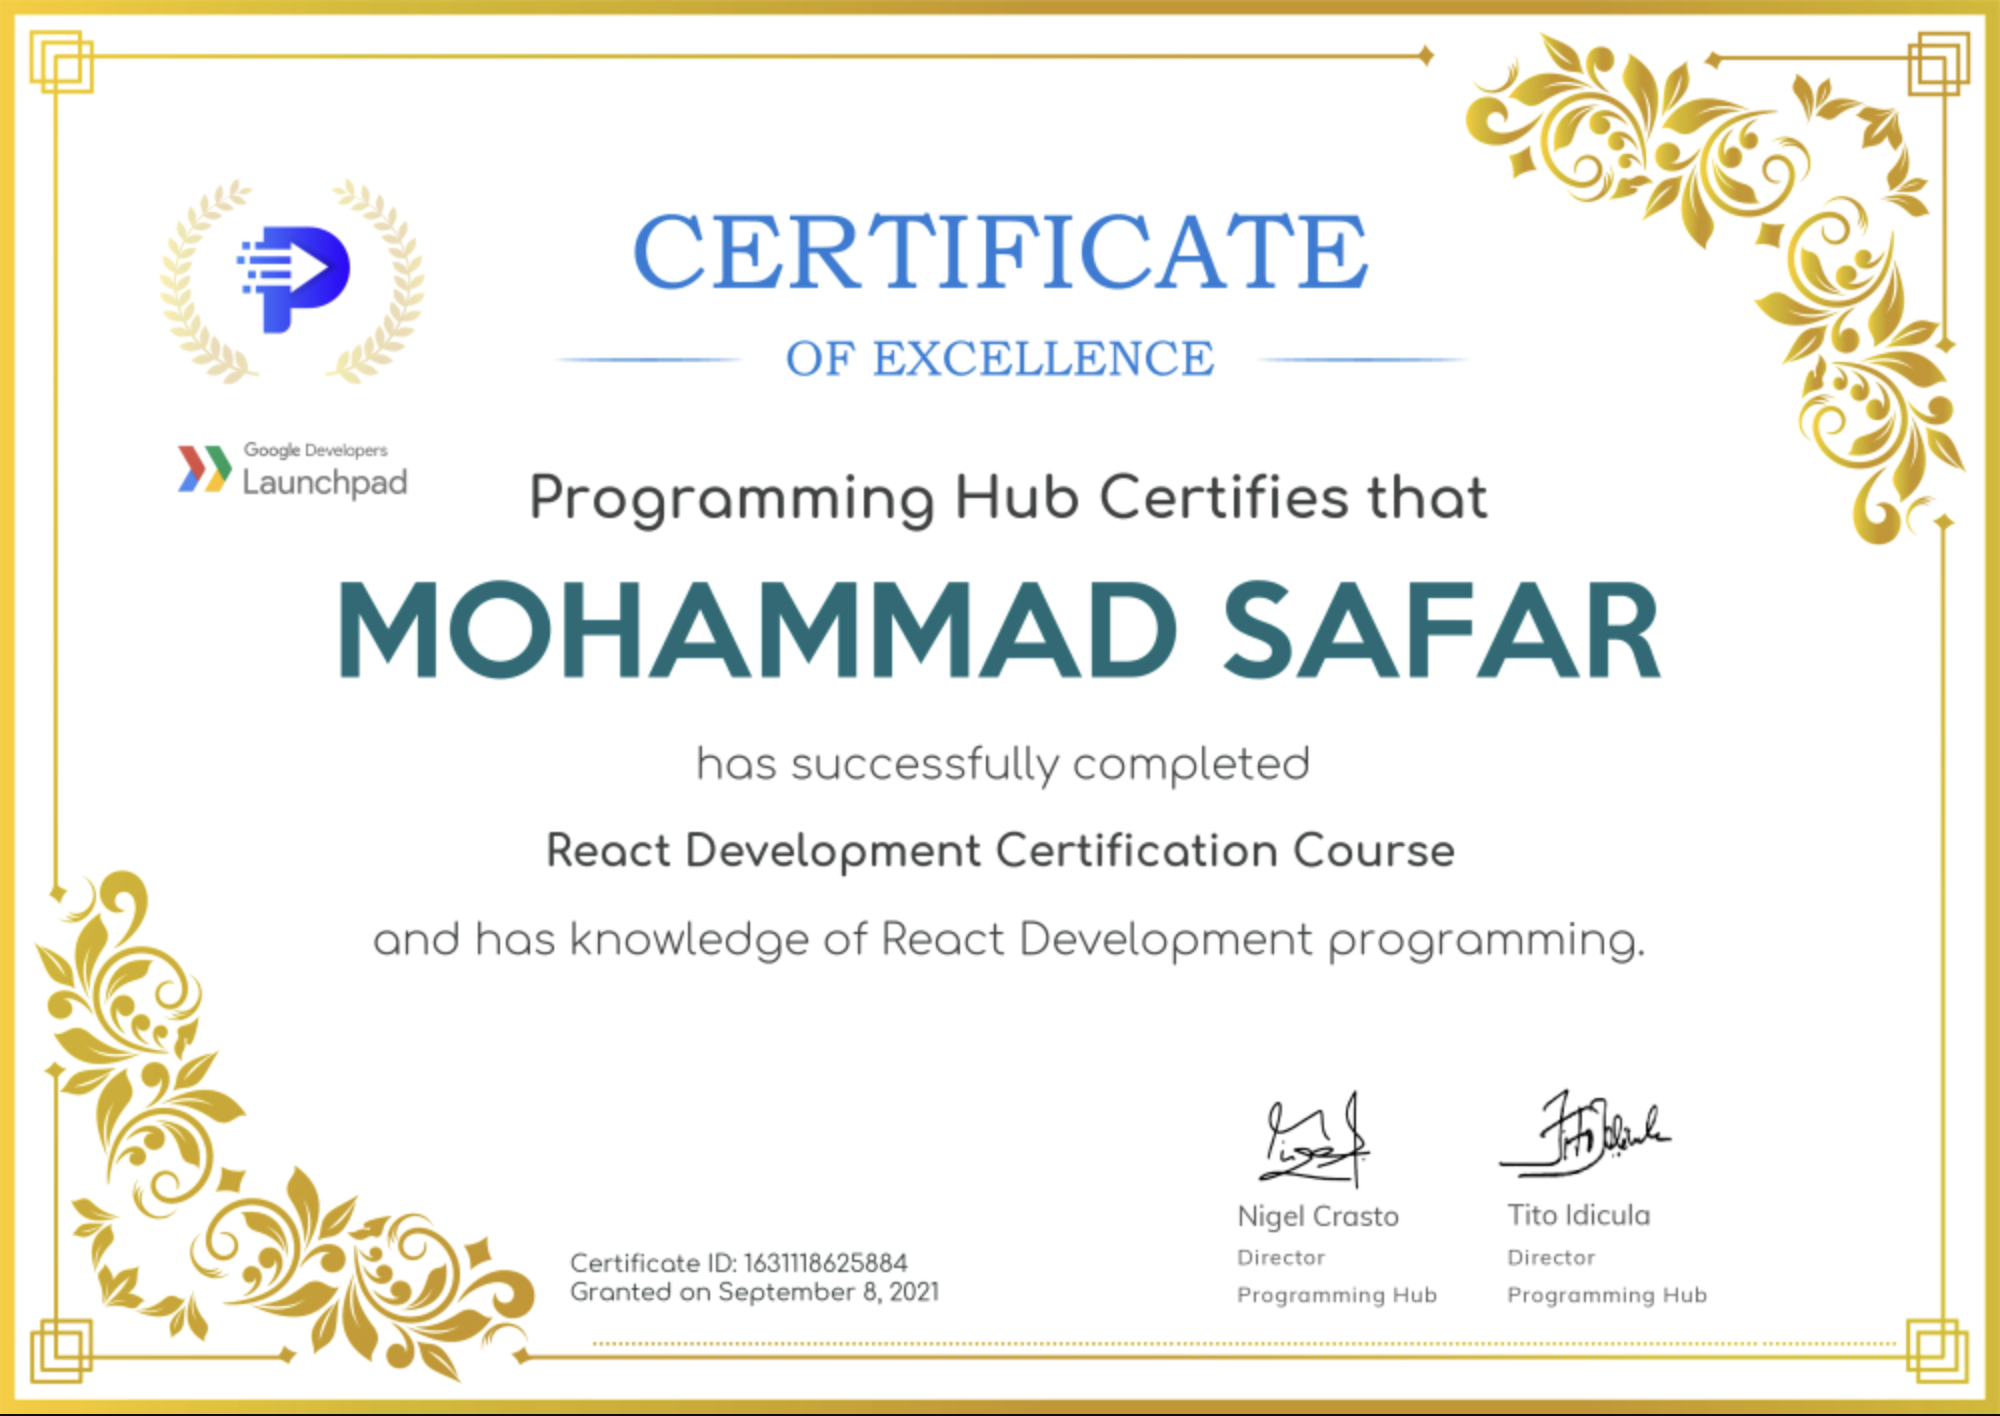 CERTIFICATE
OF EXCELLENCE
Google Developers
Launchpad
Programming Hub Certifies that
MOHAMMAD SAFAR
has successfully completed
React Development Certification Course
and has knowledge of React Development programming.
Certificate ID: 1631118625884
Granted on September 8, 2021
Nigel Crasto
Director
Programming Hub
Tito Idicula
Director
Programming Hub